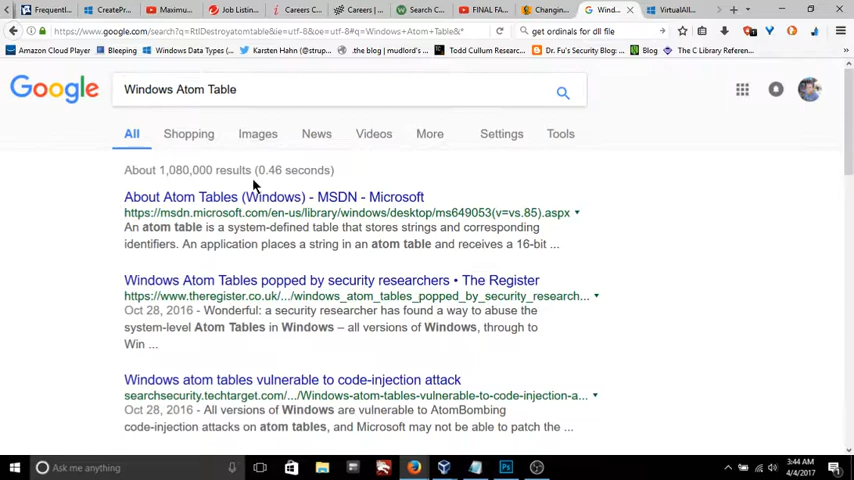 Frequentl
CreatePr
Maximu
Job Listin
Careers C
Careers |
Search C
FINAL FA
Changin
Wind
VirtualAll
https://www.google.com/search?q=RtlDestroyatomtable&ie=utf-8&oe=utf-8#q=Windows+Atom+Table&*
get ordinals for dll file
Amazon Cloud Player
Bleeping
Windows Data Types (...
Karsten Hahn (@strup...
.the blog | mudlord's ...
Todd Cullum Researc...
Dr. Fu's Security Blog: ...
Blog
The C Library Referen...
Google
Windows Atom Table
All
Shopping
Images
News
Videos
More
Settings
Tools
About 1,080,000 results (0.46 seconds)
About Atom Tables (Windows) - MSDN - Microsoft
https://msdn.microsoft.com/en-us/library/windows/desktop/ms649053(v=vs.85).aspx
An atom table is a system-defined table that stores strings and corresponding
identifiers. An application places a string in an atom table and receives a 16-bit ...
Windows Atom Tables popped by security researchers • The Register
https://www.theregister.co.uk/.../windows_atom_tables_popped_by_security_research...
Oct 28, 2016 - Wonderful: a security researcher has found a way to abuse the
system-level Atom Tables in Windows – all versions of Windows, through to
Win ...
Windows atom tables vulnerable to code-injection attack
searchsecurity.techtarget.com/.../Windows-atom-tables-vulnerable-to-code-injection-a...
Oct 28, 2016 - All versions of Windows are vulnerable to AtomBombing
code-injection attacks on atom tables, and Microsoft may not be able to patch the ...
Ask me anything
3:44 AM
4/4/2017